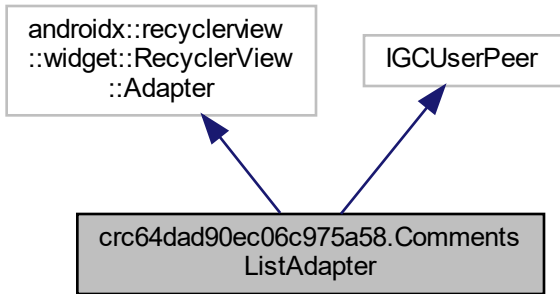 androidx::recyclerview
::widget::RecyclerView
::Adapter
IGCUserPeer
crc64dad90ec06c975a58.Comments
ListAdapter